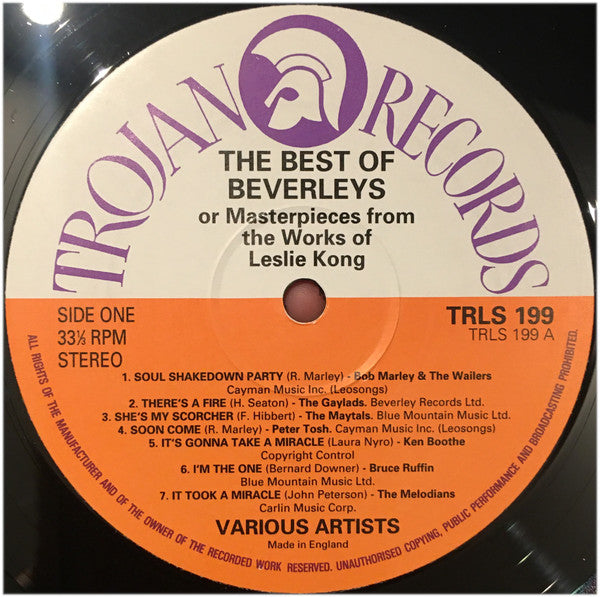 TROJAN RECORDS
THE BEST OF
BEVERLEYS
or Masterpieces from
the Works of
Leslie Kong
SIDE ONE
33⅓ RPM
STEREO
TRLS 199
TRLS 199 A
1. SOUL SHAKEDOWN PARTY (R. Marley) - Bob Marley & The Wailers
Cayman Music Inc. (Leosongs)
2. THERE'S A FIRE (H. Seaton) - The Gaylads. Beverley Records Ltd.
3. SHE'S MY SCORCHER (F. Hibbert) - The Maytals. Blue Mountain Music Ltd.
4. SOON COME (R. Marley) - Peter Tosh. Cayman Music Inc. (Leosongs)
5. IT'S GONNA TAKE A MIRACLE (Laura Nyro) - Ken Boothe
Copyright Control
6. I'M THE ONE (Bernard Downer) - Bruce Ruffin
Blue Mountain Music Ltd.
7. IT TOOK A MIRACLE (John Peterson) - The Melodians
Carlin Music Corp.
VARIOUS ARTISTS
Made in England
ALL RIGHTS OF THE MANUFACTURER AND OF THE OWNER OF THE RECORDED WORK RESERVED. UNAUTHORISED COPYING, PUBLIC PERFORMANCE AND BROADCASTING PROHIBITED.